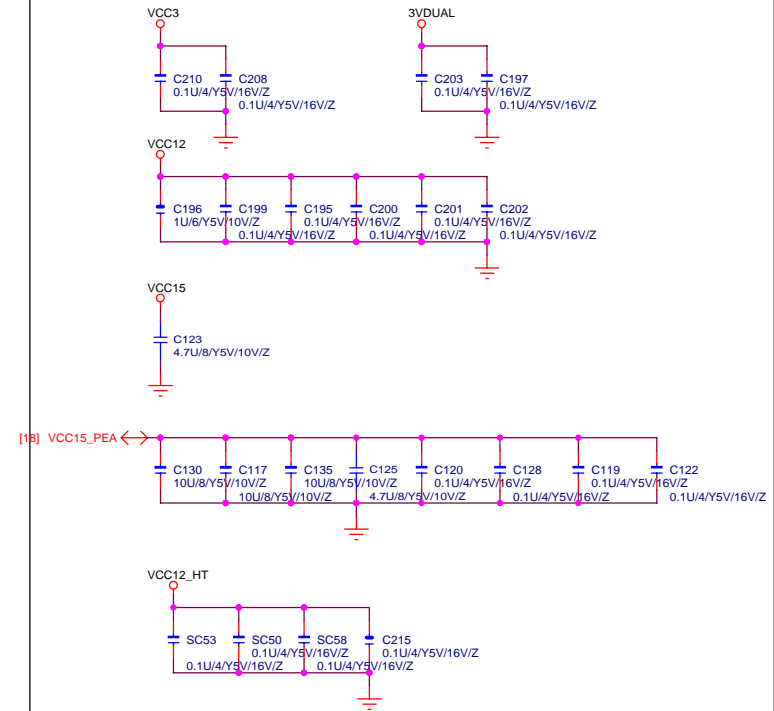 VCC3
3VDUAL
C210
C208
C203
C197
0.1U/4/Y5V/16V/Z
0.1U/4/Y5V/16V/Z
0.1U/4/Y5V/16V/Z
0.1U/4/Y5V/16V/Z
VCC12
C196
C199
C195
C200
C201
C202
1U/6/Y5V/10V/Z
0.1U/4/Y5V/16V/Z
0.1U/4/Y5V/16V/Z
0.1U/4/Y5V/16V/Z
0.1U/4/Y5V/16V/Z
0.1U/4/Y5V/16V/Z
VCC15
C123
4.7U/8/Y5V/10V/Z
[18] VCC15_PEA
C130
C117
C135
C125
C120
C128
C119
C122
10U/8/Y5V/10V/Z
10U/8/Y5V/10V/Z
10U/8/Y5V/10V/Z
4.7U/8/Y5V/10V/Z
0.1U/4/Y5V/16V/Z
0.1U/4/Y5V/16V/Z
0.1U/4/Y5V/16V/Z
0.1U/4/Y5V/16V/Z
VCC12_HT
SC53
SC50
SC58
C215
0.1U/4/Y5V/16V/Z
0.1U/4/Y5V/16V/Z
0.1U/4/Y5V/16V/Z
0.1U/4/Y5V/16V/Z